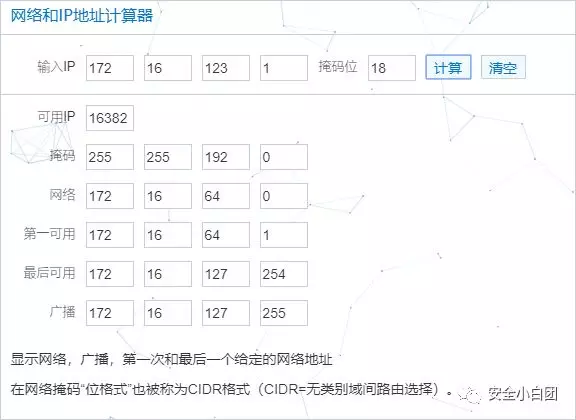 网络和IP地址计算器
输入IP 172 16 123 1 掩码位 18 计算 清空
可用IP 16382
掩码 255 255 192 0
网络 172 16 64 0
第一可用 172 16 64 1
最后可用 172 16 127 254
广播 172 16 127 255
显示网络，广播，第一次和最后一个给定的网络地址
在网络掩码“位格式”也被称为CIDR格式（CIDR=无类别域间路由选择）。
安全小白团